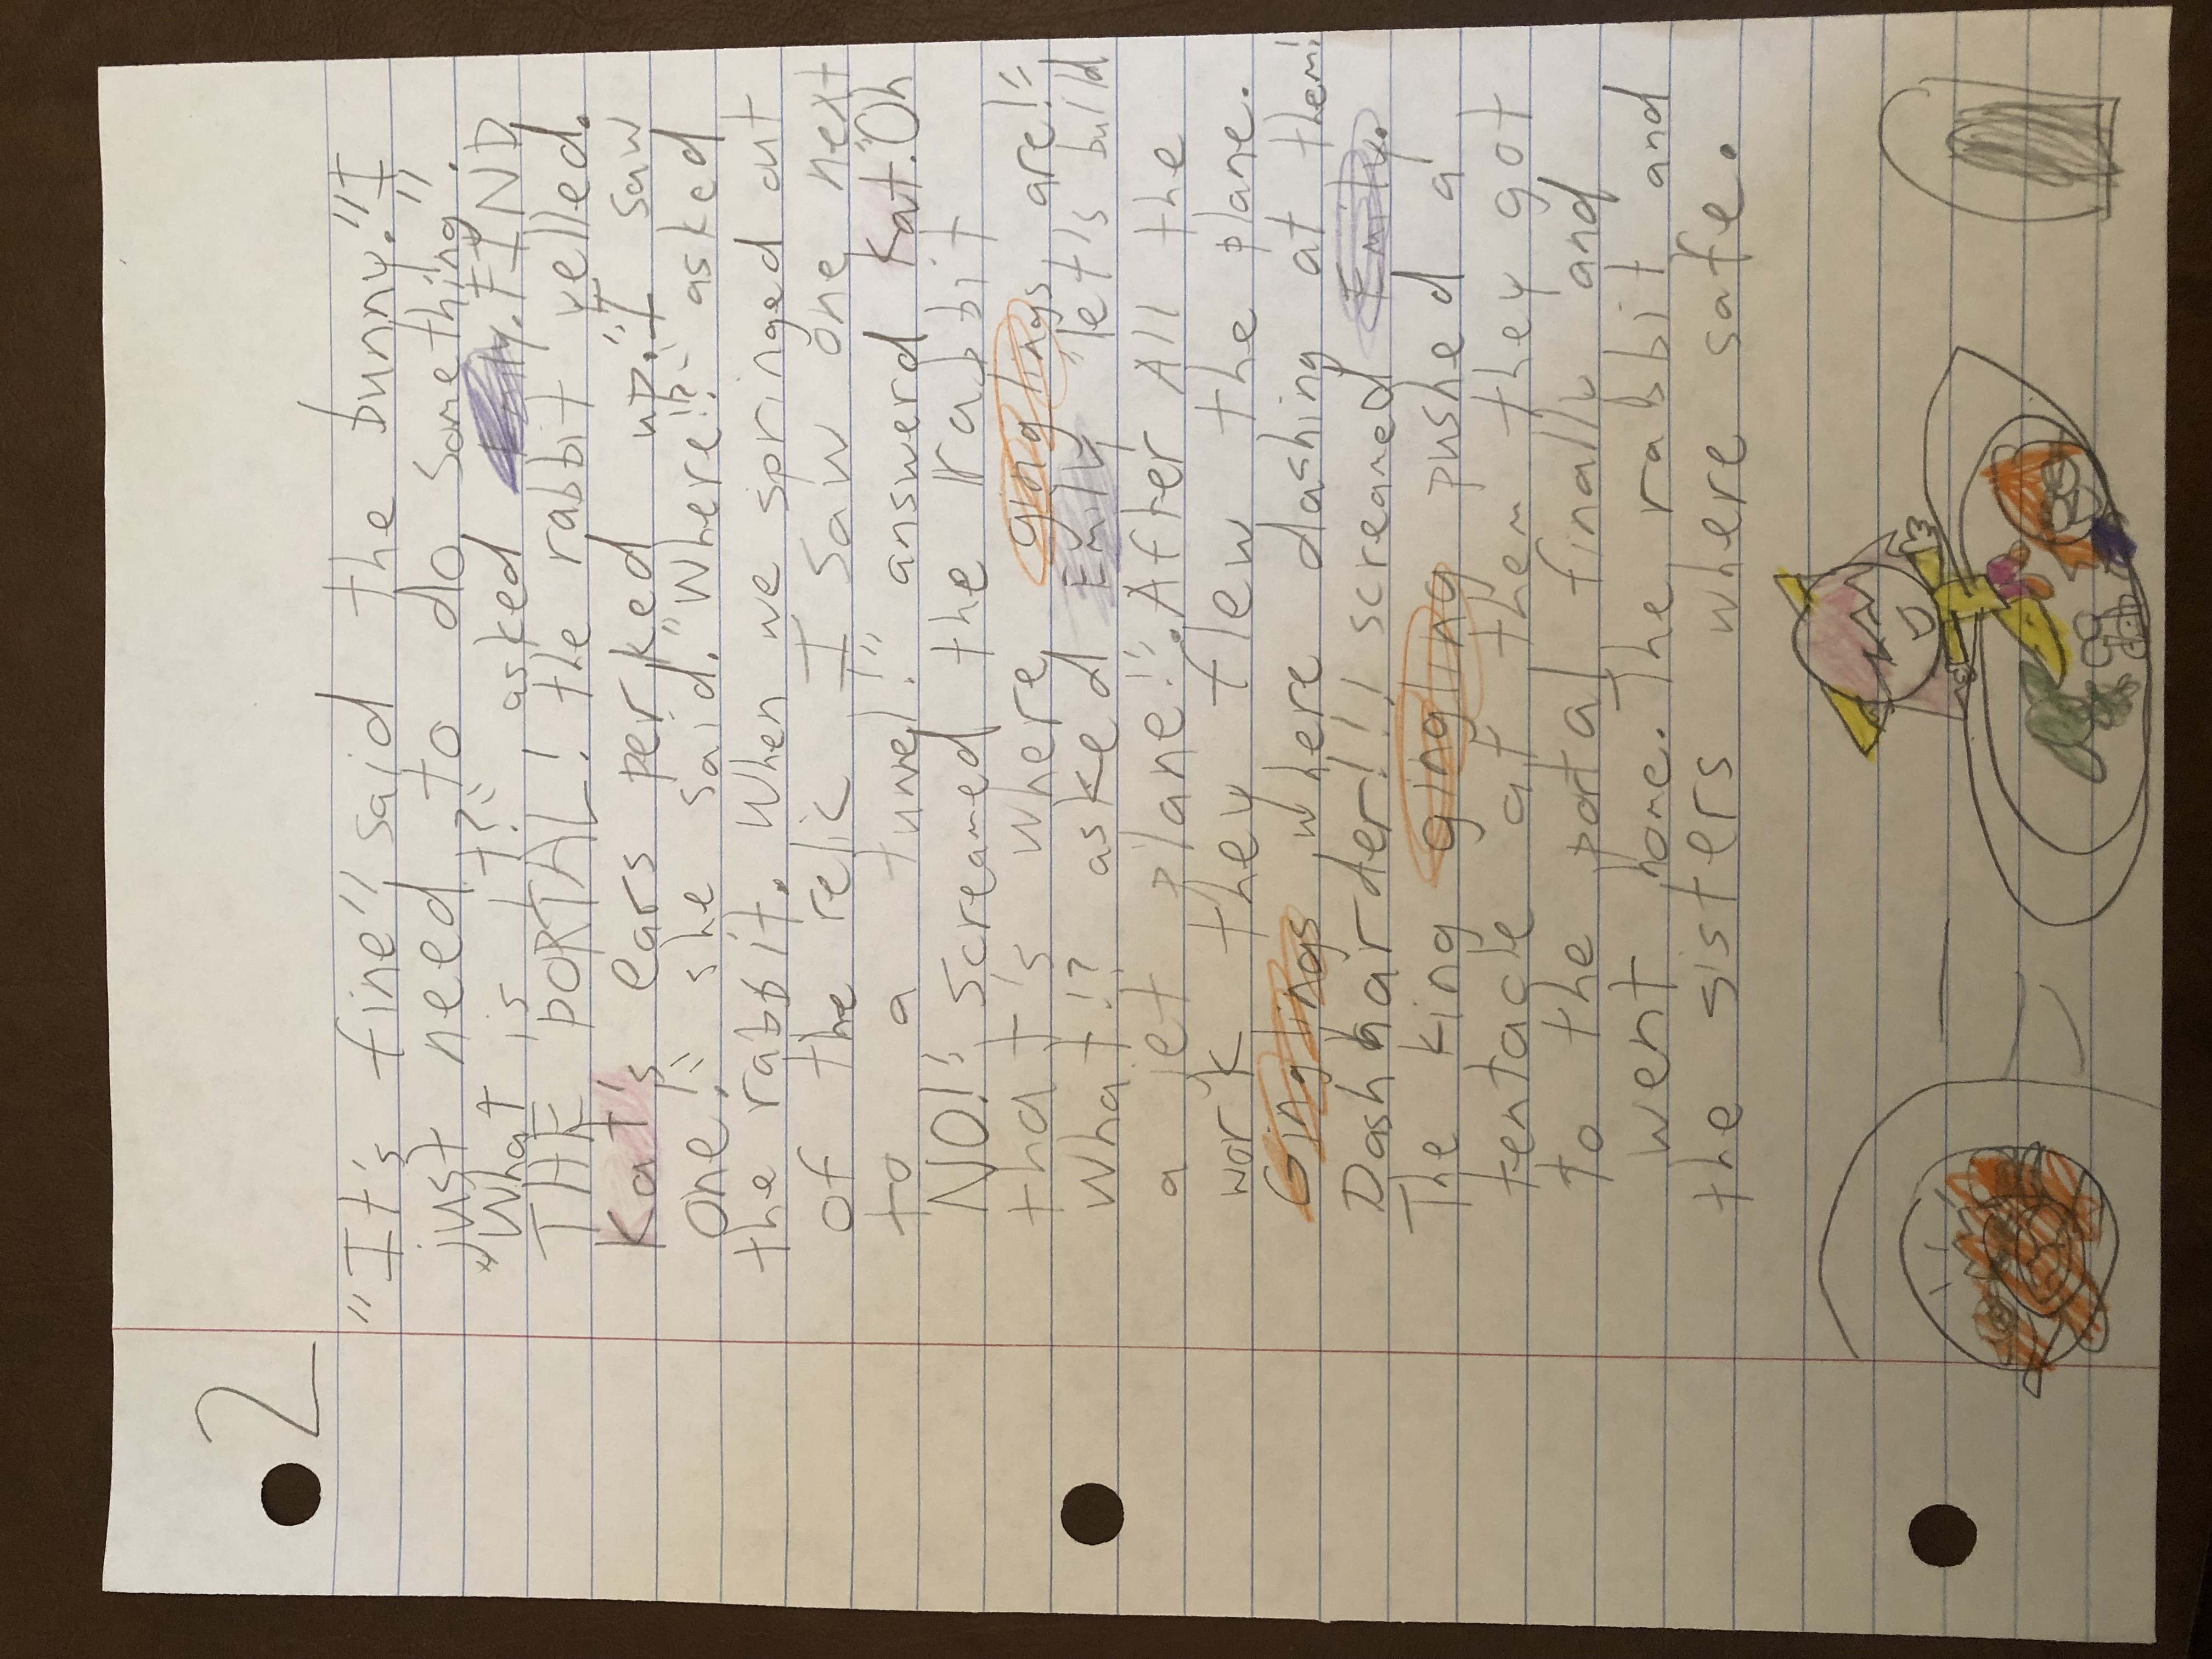 2
"It's fine", said the bunny. "I
just need to do something".
"What is it?", asked Emily. FIND
THE PORTAL! the rabbit yelled.
Kat's ears perked up. "I saw
one!" she said. "Where!?" asked
the rabbit. When we springed out
of the relic I saw one next
to a tunnel!" answerd Kat. "Oh
NO!" screamed the rabbit
that's where ginglings are!"
What!? asked Emily, "let's build
a jet plane!". After All the
work they flew the plane.
Ginglings where dashing at them!
Dash harder!!! screamed Emily.
The king gingling pushed a
tentacle at them they got
to the portal finally and
went home. The rabbit and
the sisters where safe.